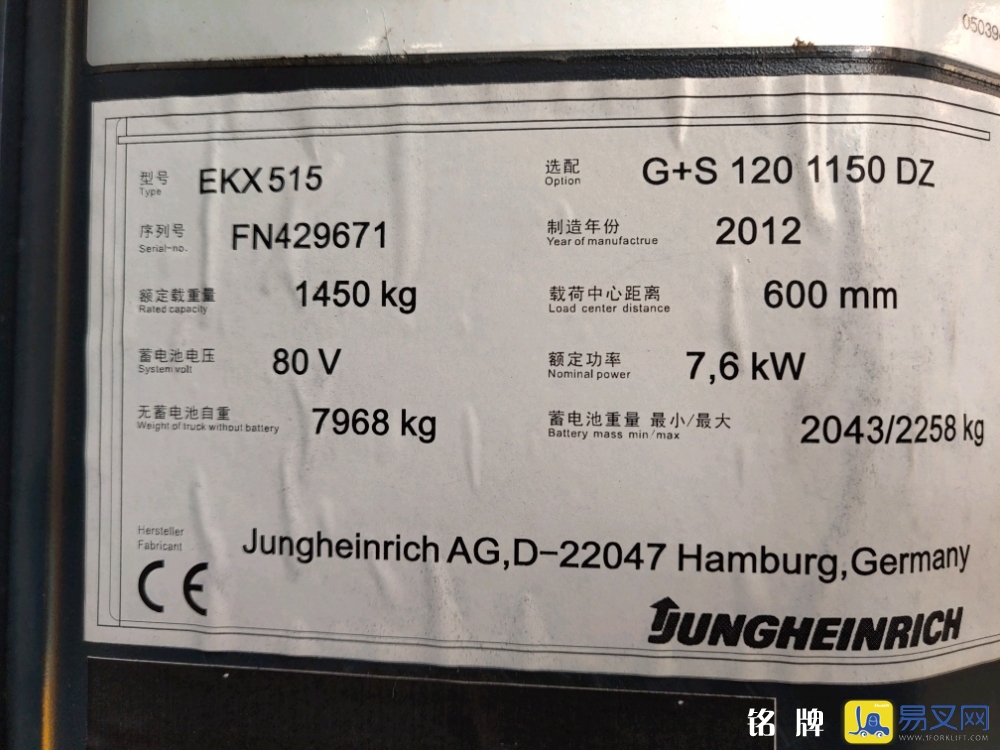 05039
型号 EKX 515 选配 G+S 120 1150 DZ
Type Option
序列号 FN429671 制造年份 2012
Serial-no. Year of manufactrue
额定载重量 1450 kg 载荷中心距离 600 mm
Rated capacity Load center distance
蓄电池电压 80 V 额定功率 7,6 kW
System volt Nominal power
无蓄电池自重 7968 kg 蓄电池重量 最小/最大 2043/2258 kg
Weight of truck without battery Battery mass min/max
Hersteller
Fabricant
Jungheinrich AG,D-22047 Hamburg,Germany
CE
JUNGHEINRICH
铭牌
易叉网
WWW.1FORKLIFT.COM